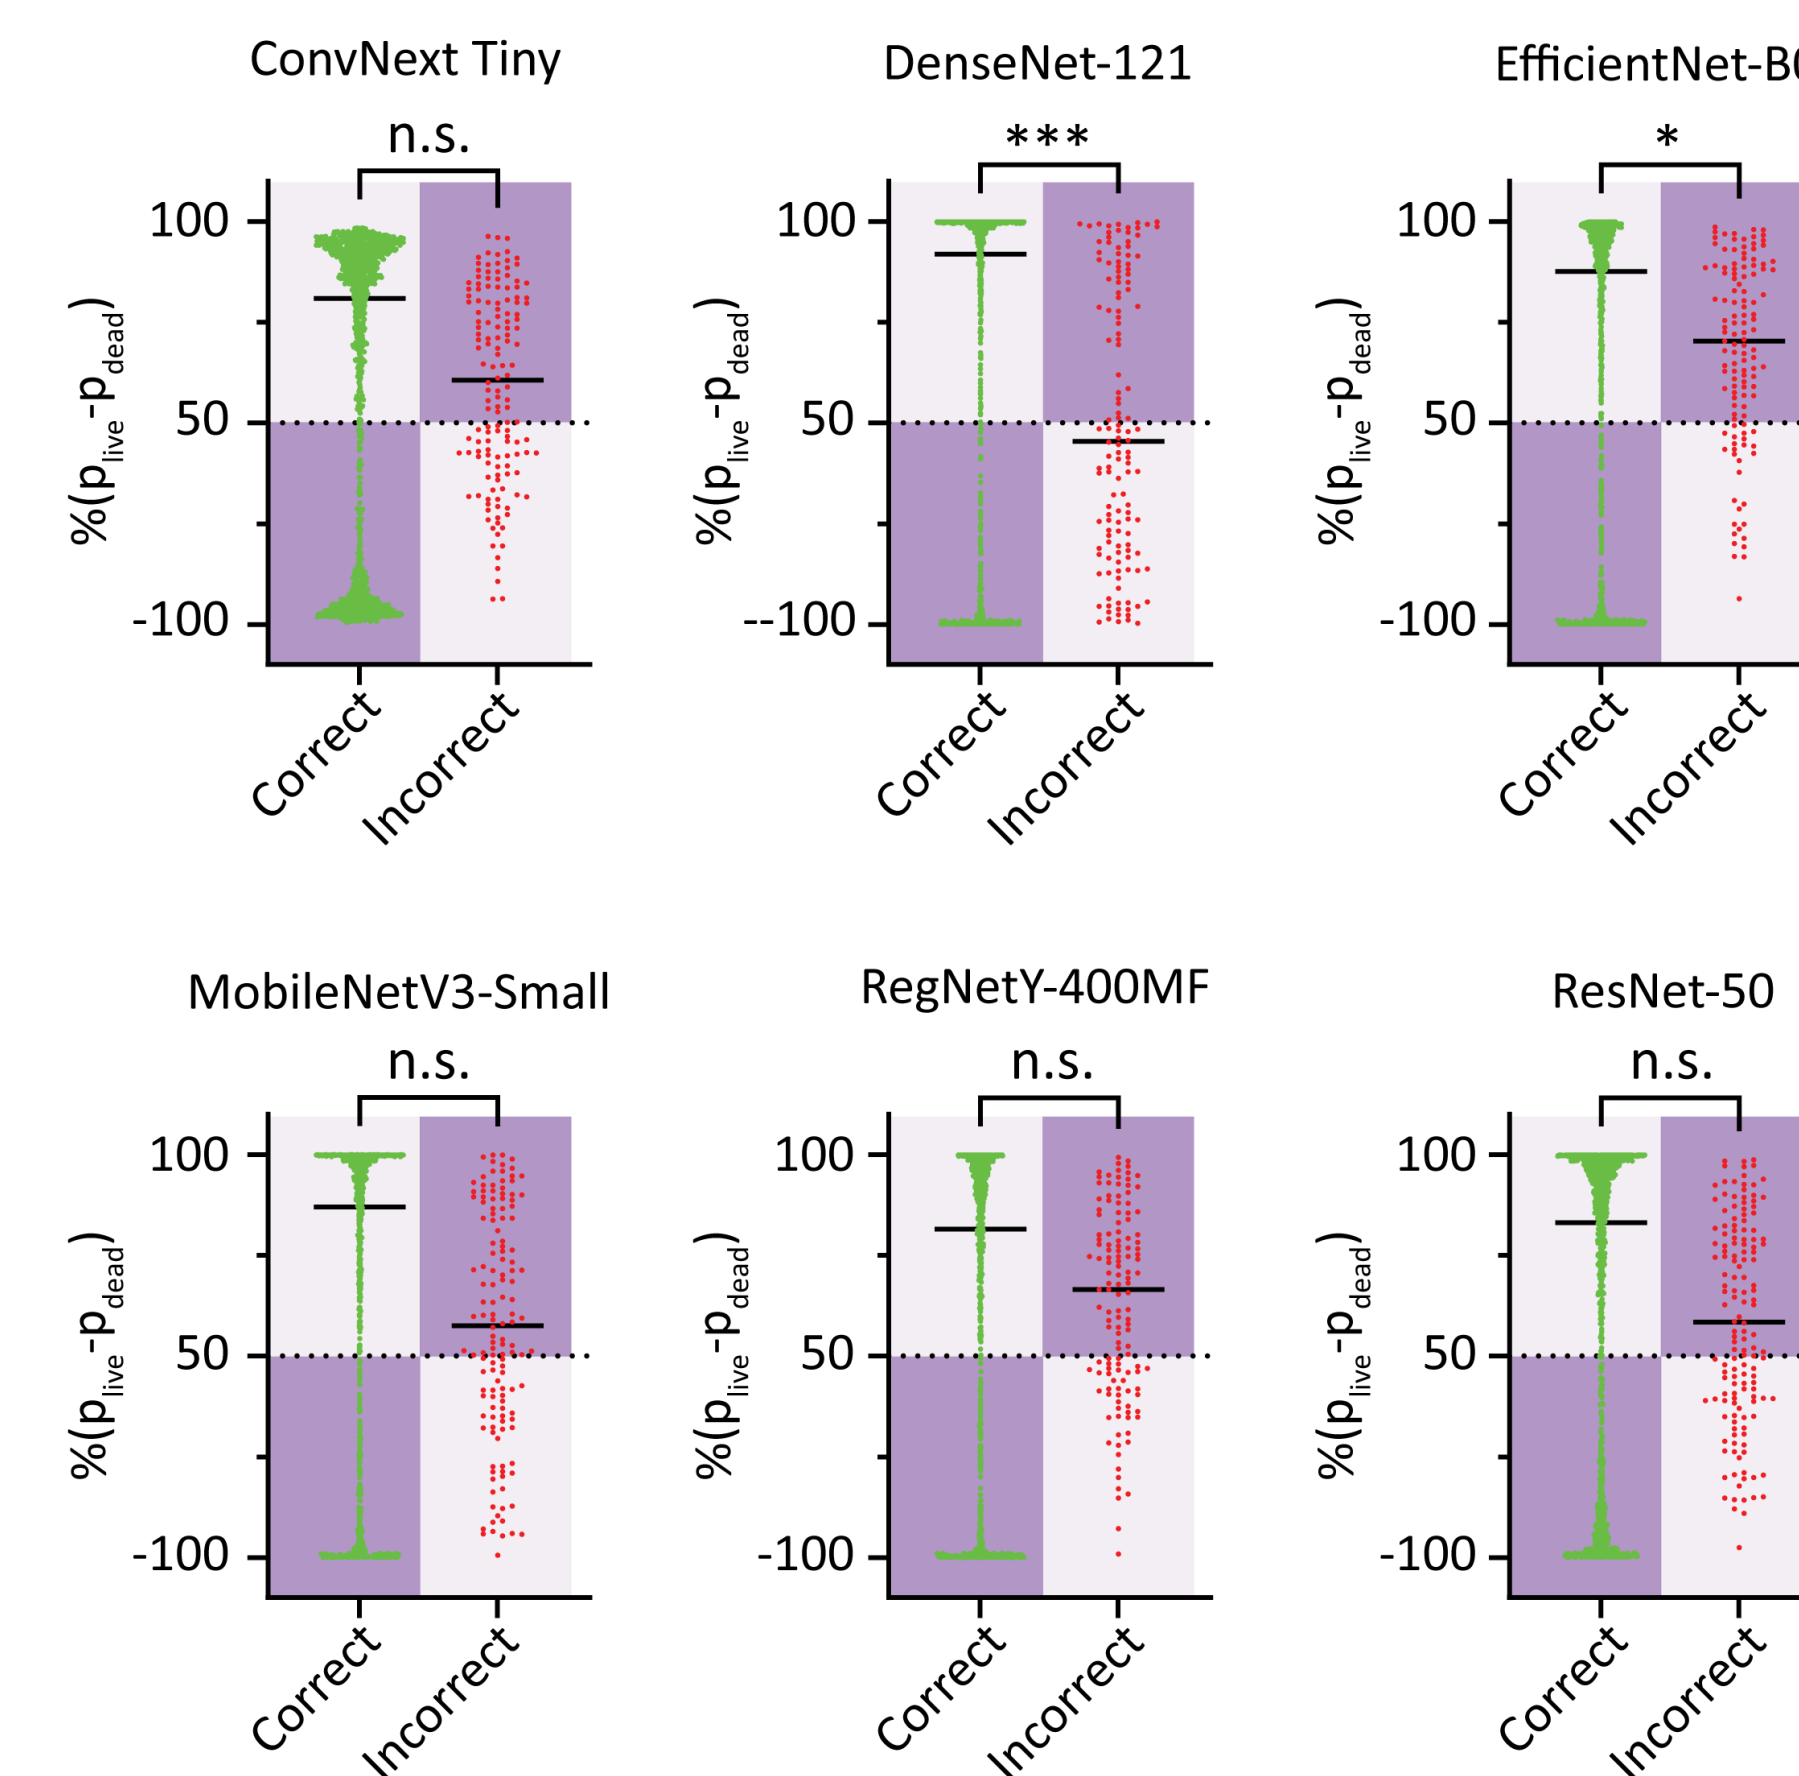 ConvNext Tiny
n.s.
100
50
-100
%(plive-pdead)
Correct
Incorrect
DenseNet-121
***
100
50
--100
%(plive-pdead)
Correct
Incorrect
EfficientNet-B0
*
100
50
-100
%(plive-pdead)
Correct
Incorrect
MobileNetV3-Small
n.s.
100
50
-100
%(plive-pdead)
Correct
Incorrect
RegNetY-400MF
n.s.
100
50
-100
%(plive-pdead)
Correct
Incorrect
ResNet-50
n.s.
100
50
-100
%(plive-pdead)
Correct
Incorrect